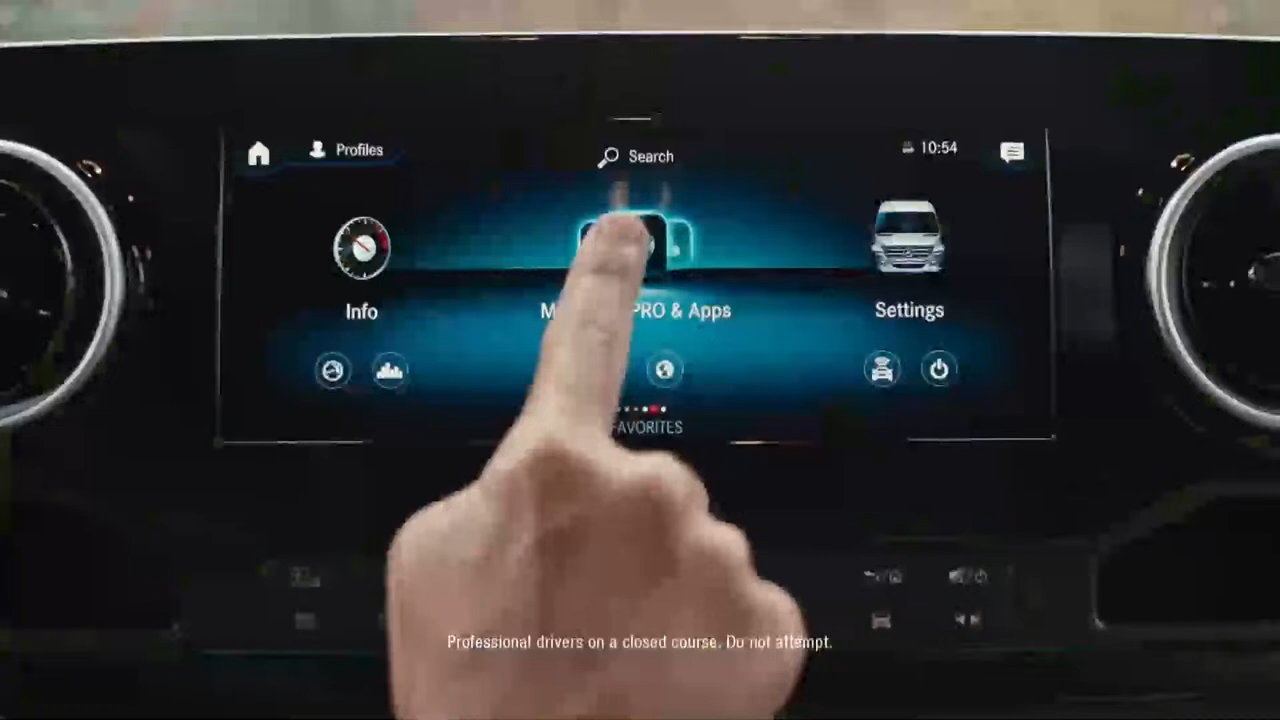 Profiles
Search
10:54
Info
PRO & Apps
Settings
FAVORITES
Professional drivers on a closed course. Do not attempt.